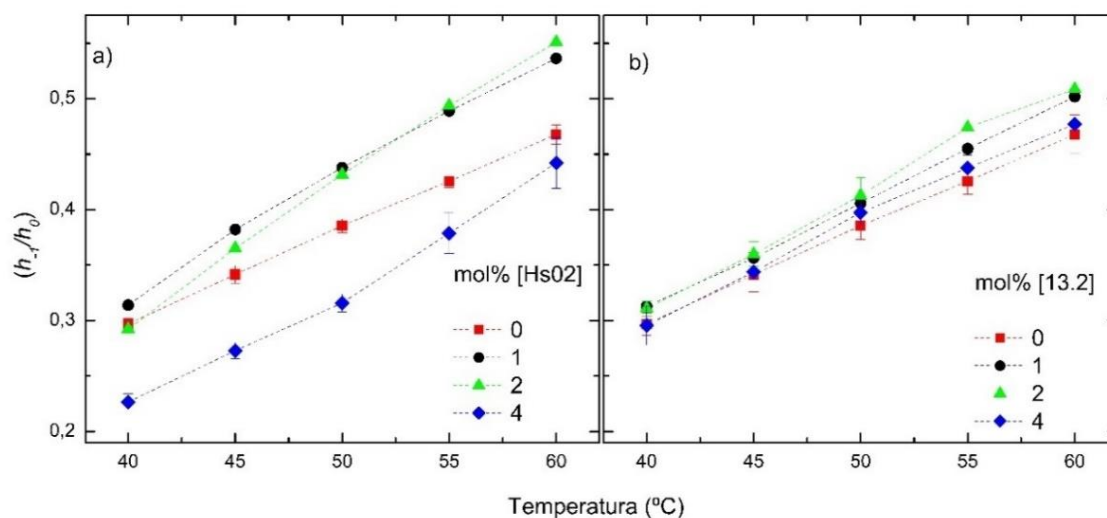 a)
b)
(h₋₁/h₀)
0,5
0,4
0,3
0,2
mol% [Hs02]
0
1
2
4
mol% [13.2]
0
1
2
4
40 45 50 55 60 40 45 50 55 60
Temperatura (ºC)